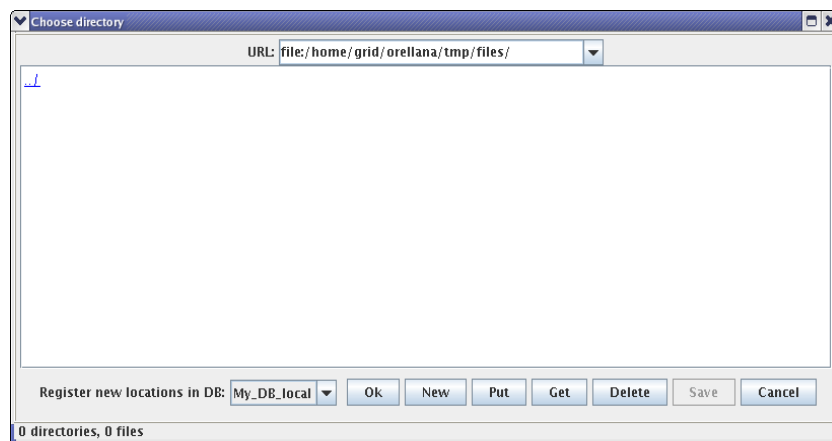 Choose directory
URL: file:/home/grid/orellana/tmp/files/
../
Register new locations in DB: My_DB_local Ok New Put Get Delete Save Cancel
0 directories, 0 files